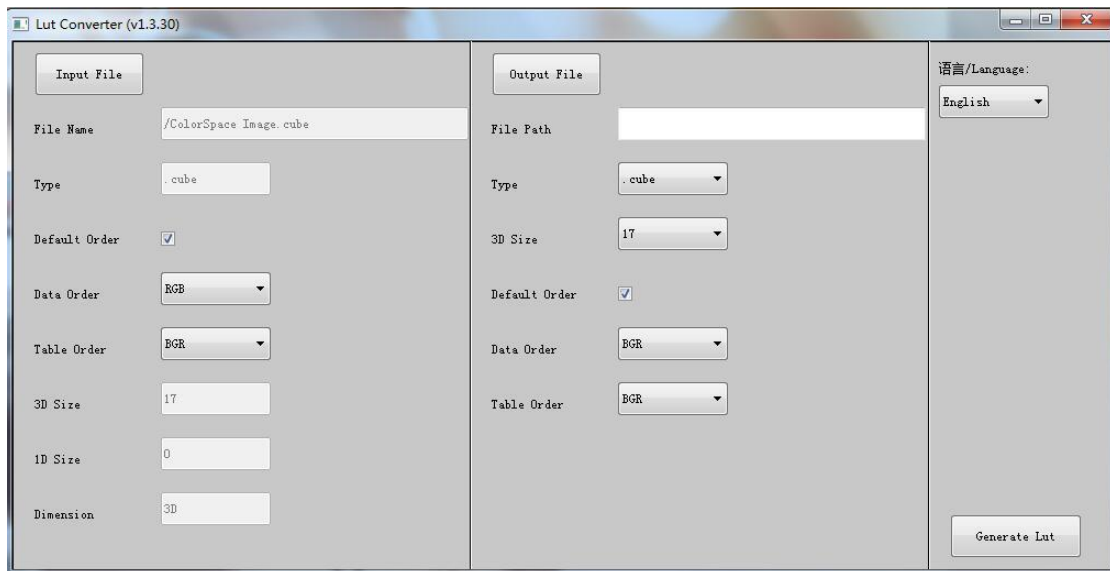 Lut Converter (v1.3.30)
Input File
File Name
/ColorSpace Image.cube
Type
.cube
Default Order
Data Order
RGB
Table Order
BGR
3D Size
17
1D Size
0
Dimension
3D
Output File
File Path
Type
.cube
3D Size
17
Default Order
Data Order
BGR
Table Order
BGR
语言/Language:
English
Generate Lut